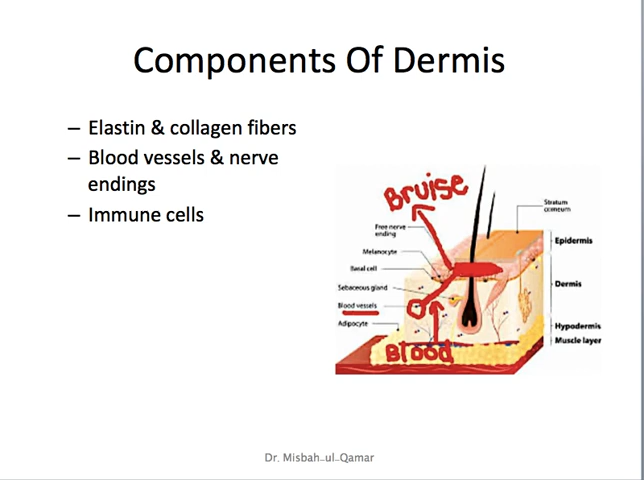 Components Of Dermis
– Elastin & collagen fibers
– Blood vessels & nerve
endings
– Immune cells
Bruise
Stratum
corneum
Free nerve
ending
Epidermis
Melanocyte
Basal cell
Dermis
Sebaceous gland
Blood vessels
Adipocyte
Hypodermis
Muscle layer
Blood
Dr. Misbah-ul-Qamar